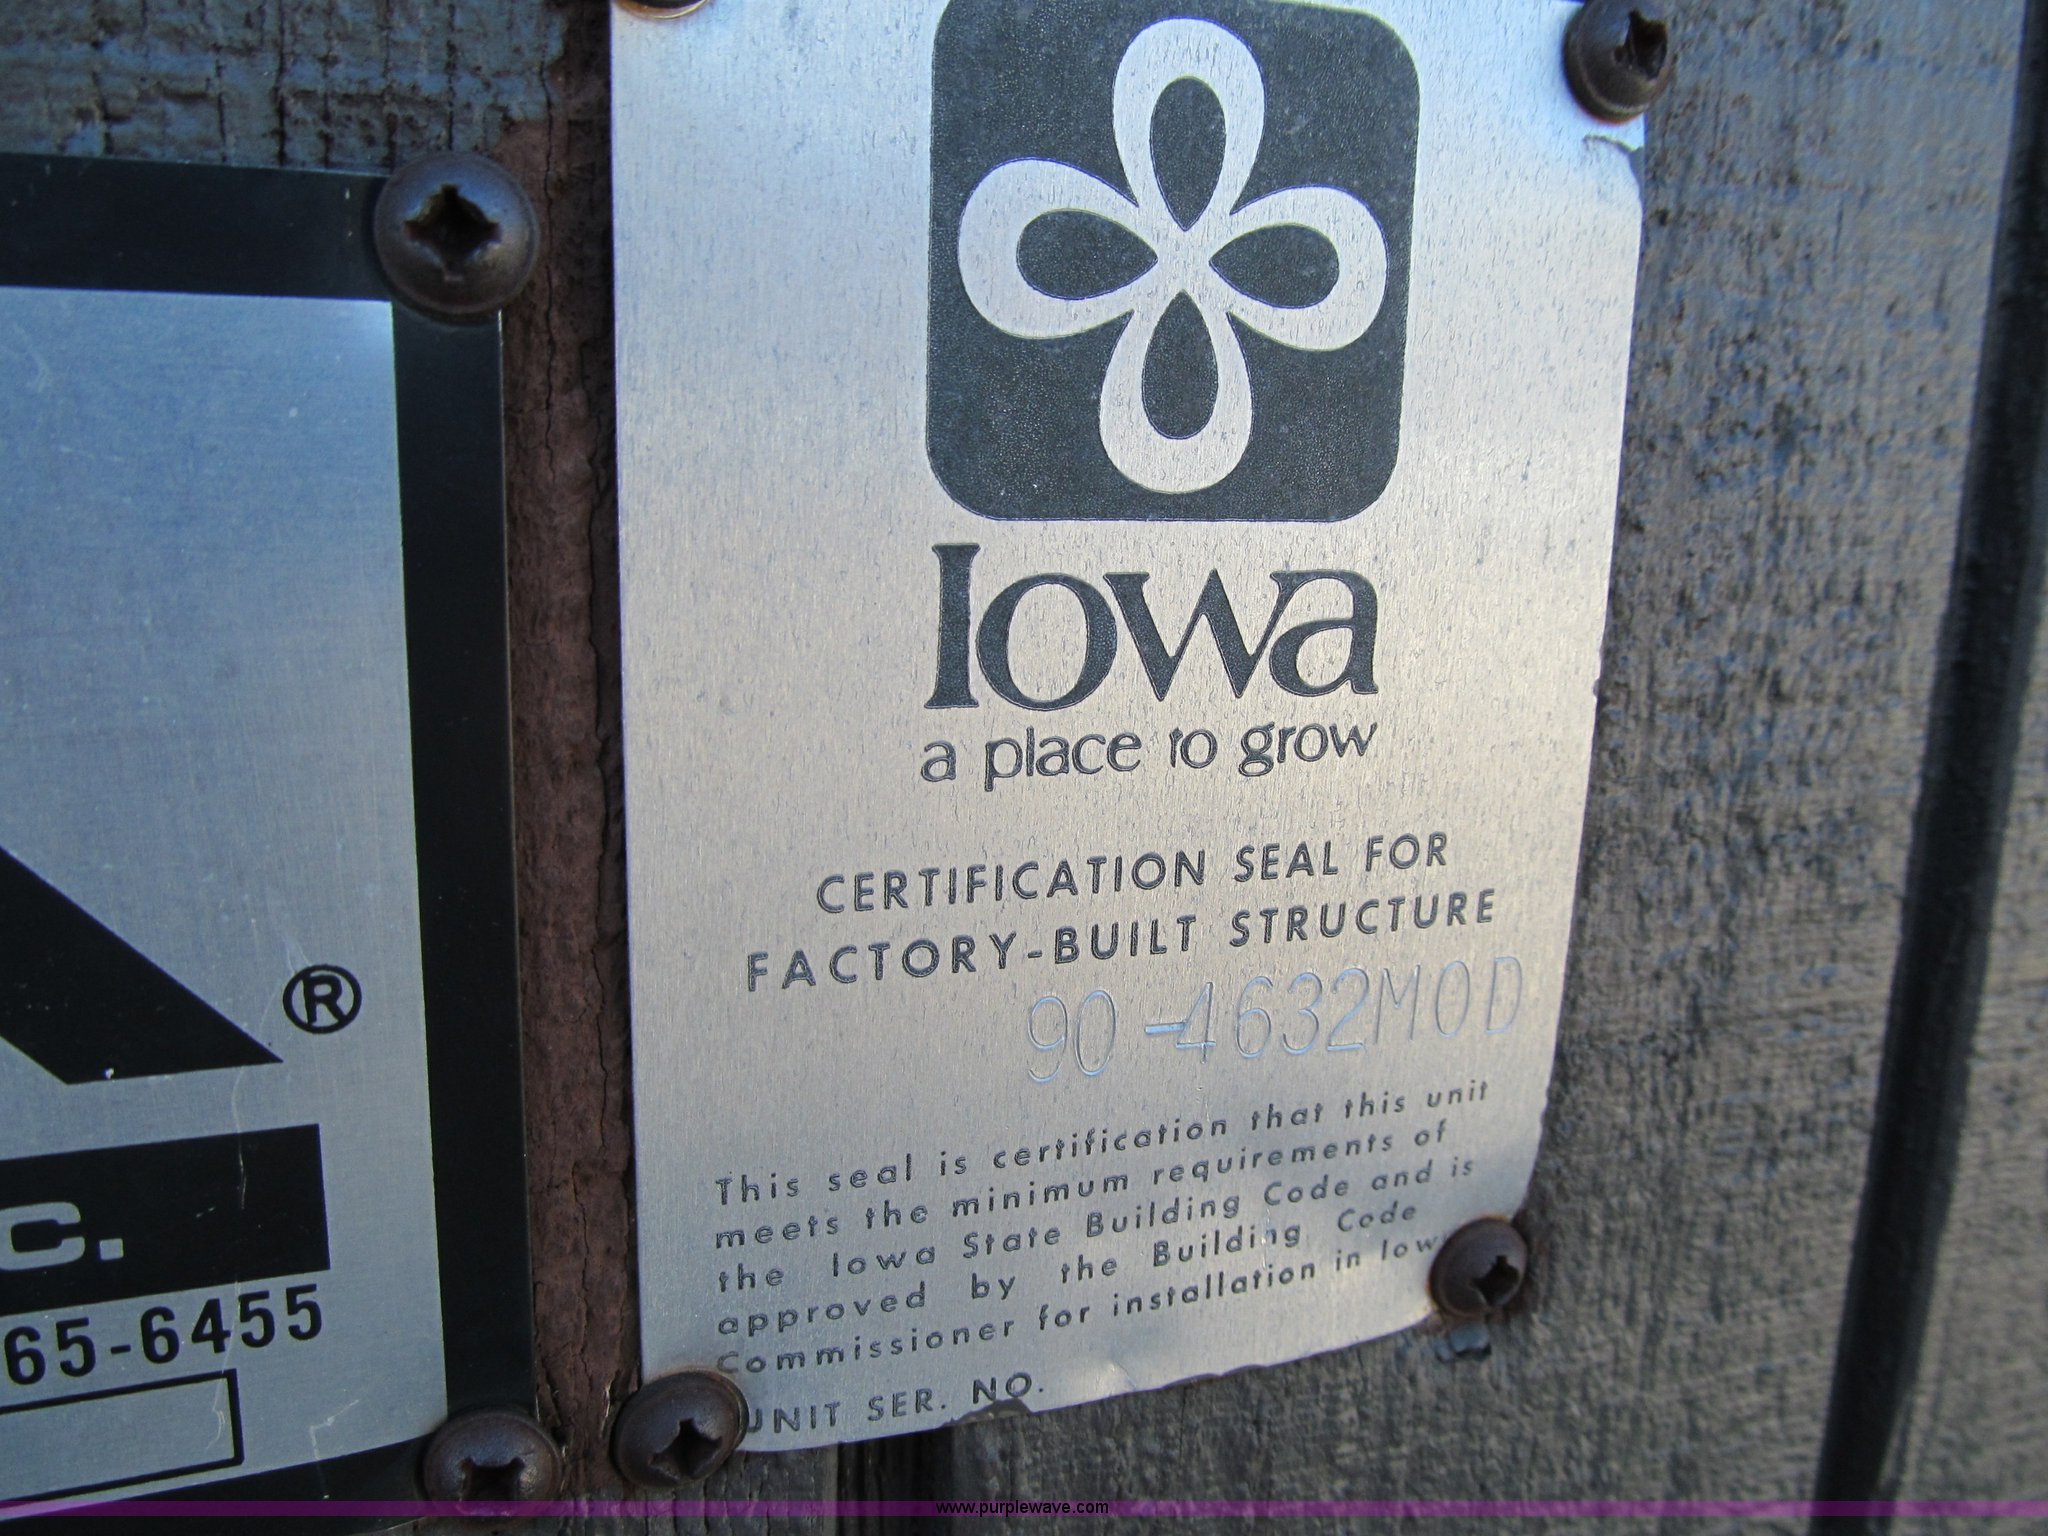 Iowa
a place to grow
CERTIFICATION SEAL FOR
FACTORY-BUILT STRUCTURE
90-4632MOD
This seal is certification that this unit
meets the minimum requirements of
the Iowa State Building Code and is
approved by the Building Code
Commissioner for installation in Iow
UNIT SER. NO.
®
C.
65-6455
www.purplewave.com